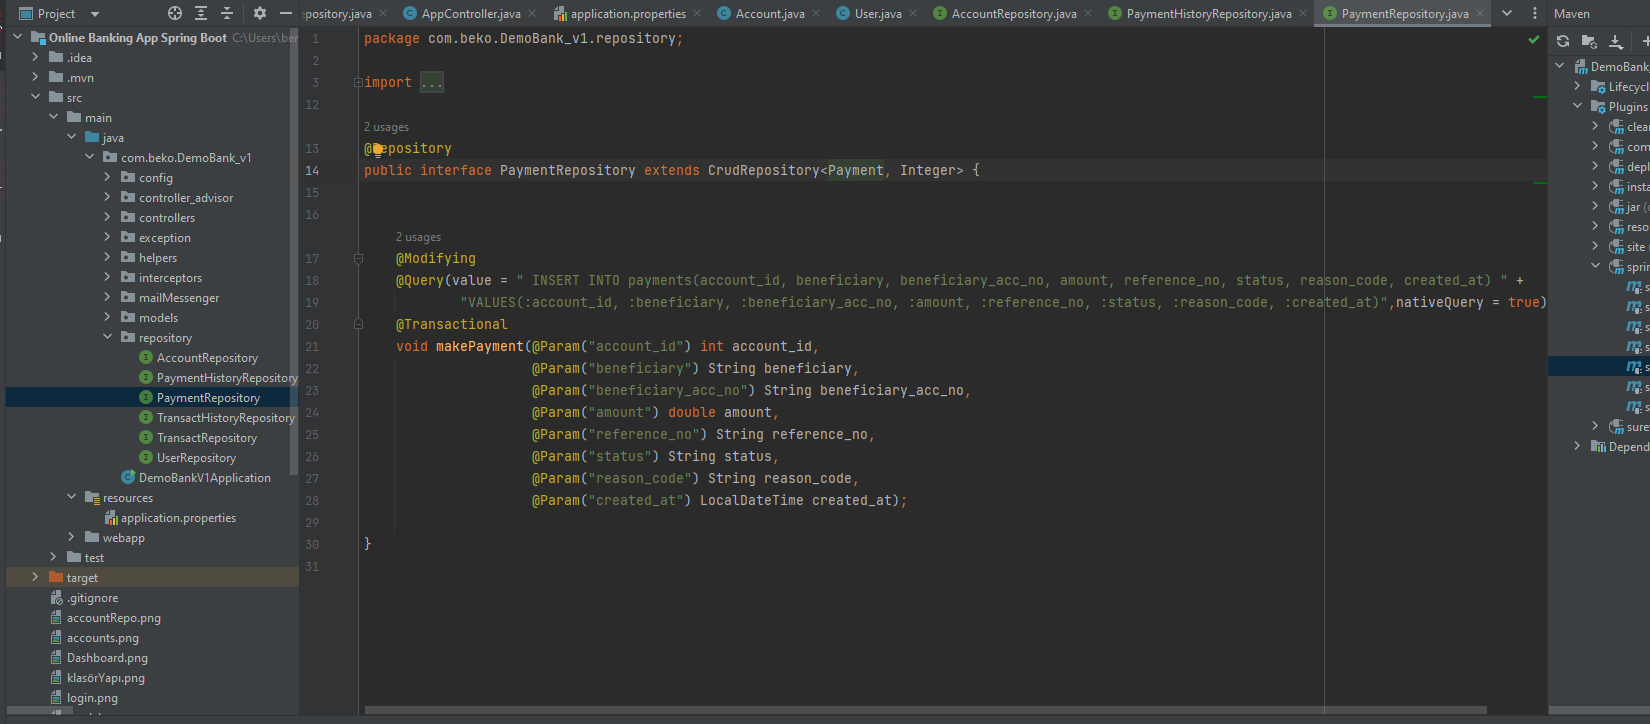 Project
Online Banking App Spring Boot C:\Users\ber
.idea
.mvn
src
main
java
com.beko.DemoBank_v1
config
controller_advisor
controllers
exception
helpers
interceptors
mailMessenger
models
repository
AccountRepository
PaymentHistoryRepository
PaymentRepository
TransactHistoryRepository
TransactRepository
UserRepository
DemoBankV1Application
resources
application.properties
webapp
test
target
.gitignore
accountRepo.png
accounts.png
Dashboard.png
klasörYapı.png
login.png
epository.java
AppController.java
application.properties
Account.java
User.java
AccountRepository.java
PaymentHistoryRepository.java
PaymentRepository.java
1 package com.beko.DemoBank_v1.repository;
2
3 import ...
12
2 usages
13 @Repository
14 public interface PaymentRepository extends CrudRepository<Payment, Integer> {
15
16
2 usages
17 @Modifying
18 @Query(value = " INSERT INTO payments(account_id, beneficiary, beneficiary_acc_no, amount, reference_no, status, reason_code, created_at) " +
19 "VALUES(:account_id, :beneficiary, :beneficiary_acc_no, :amount, :reference_no, :status, :reason_code, :created_at)",nativeQuery = true)
20 @Transactional
21 void makePayment(@Param("account_id") int account_id,
22 @Param("beneficiary") String beneficiary,
23 @Param("beneficiary_acc_no") String beneficiary_acc_no,
24 @Param("amount") double amount,
25 @Param("reference_no") String reference_no,
26 @Param("status") String status,
27 @Param("reason_code") String reason_code,
28 @Param("created_at") LocalDateTime created_at);
29
30 }
31
Maven
DemoBank_
Lifecycl
Plugins
clea
com
depl
insta
jar (
reso
site
sprin
s
s
s
s
s
s
s
sure
Depend